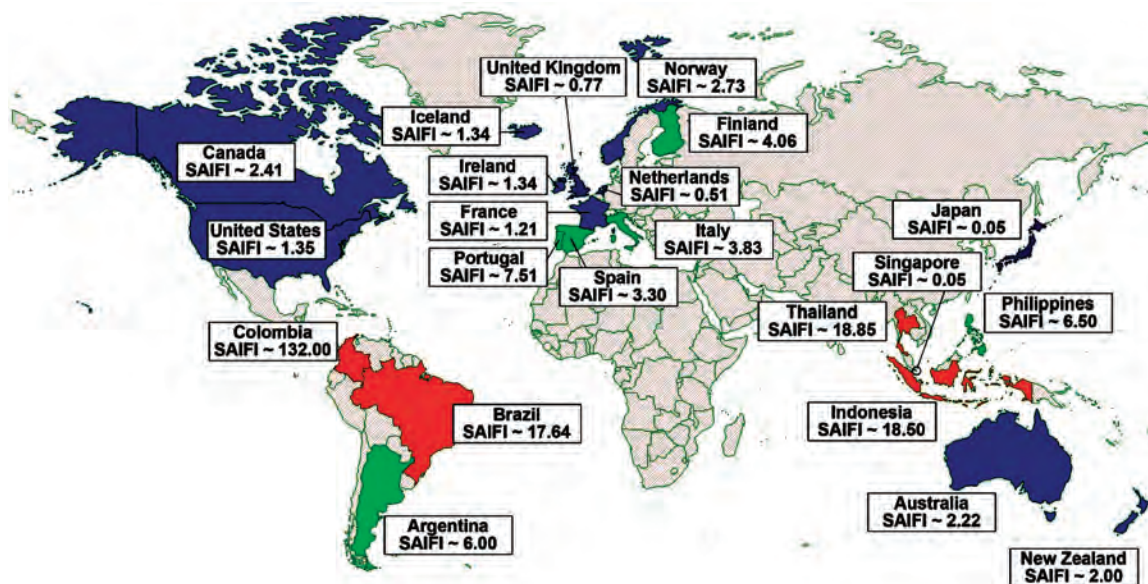 United Kingdom
SAIFI ~ 0.77
Norway
SAIFI ~ 2.73
Iceland
SAIFI ~ 1.34
Finland
SAIFI ~ 4.06
Canada
SAIFI ~ 2.41
Ireland
SAIFI ~ 1.34
Netherlands
SAIFI ~ 0.51
France
SAIFI ~ 1.21
Japan
SAIFI ~ 0.05
United States
SAIFI ~ 1.35
Italy
SAIFI ~ 3.83
Portugal
SAIFI ~ 7.51
Singapore
SAIFI ~ 0.05
Spain
SAIFI ~ 3.30
Thailand
SAIFI ~ 18.85
Philippines
SAIFI ~ 6.50
Colombia
SAIFI ~ 132.00
Brazil
SAIFI ~ 17.64
Indonesia
SAIFI ~ 18.50
Australia
SAIFI ~ 2.22
Argentina
SAIFI ~ 6.00
New Zealand
SAIFI ~ 2.00